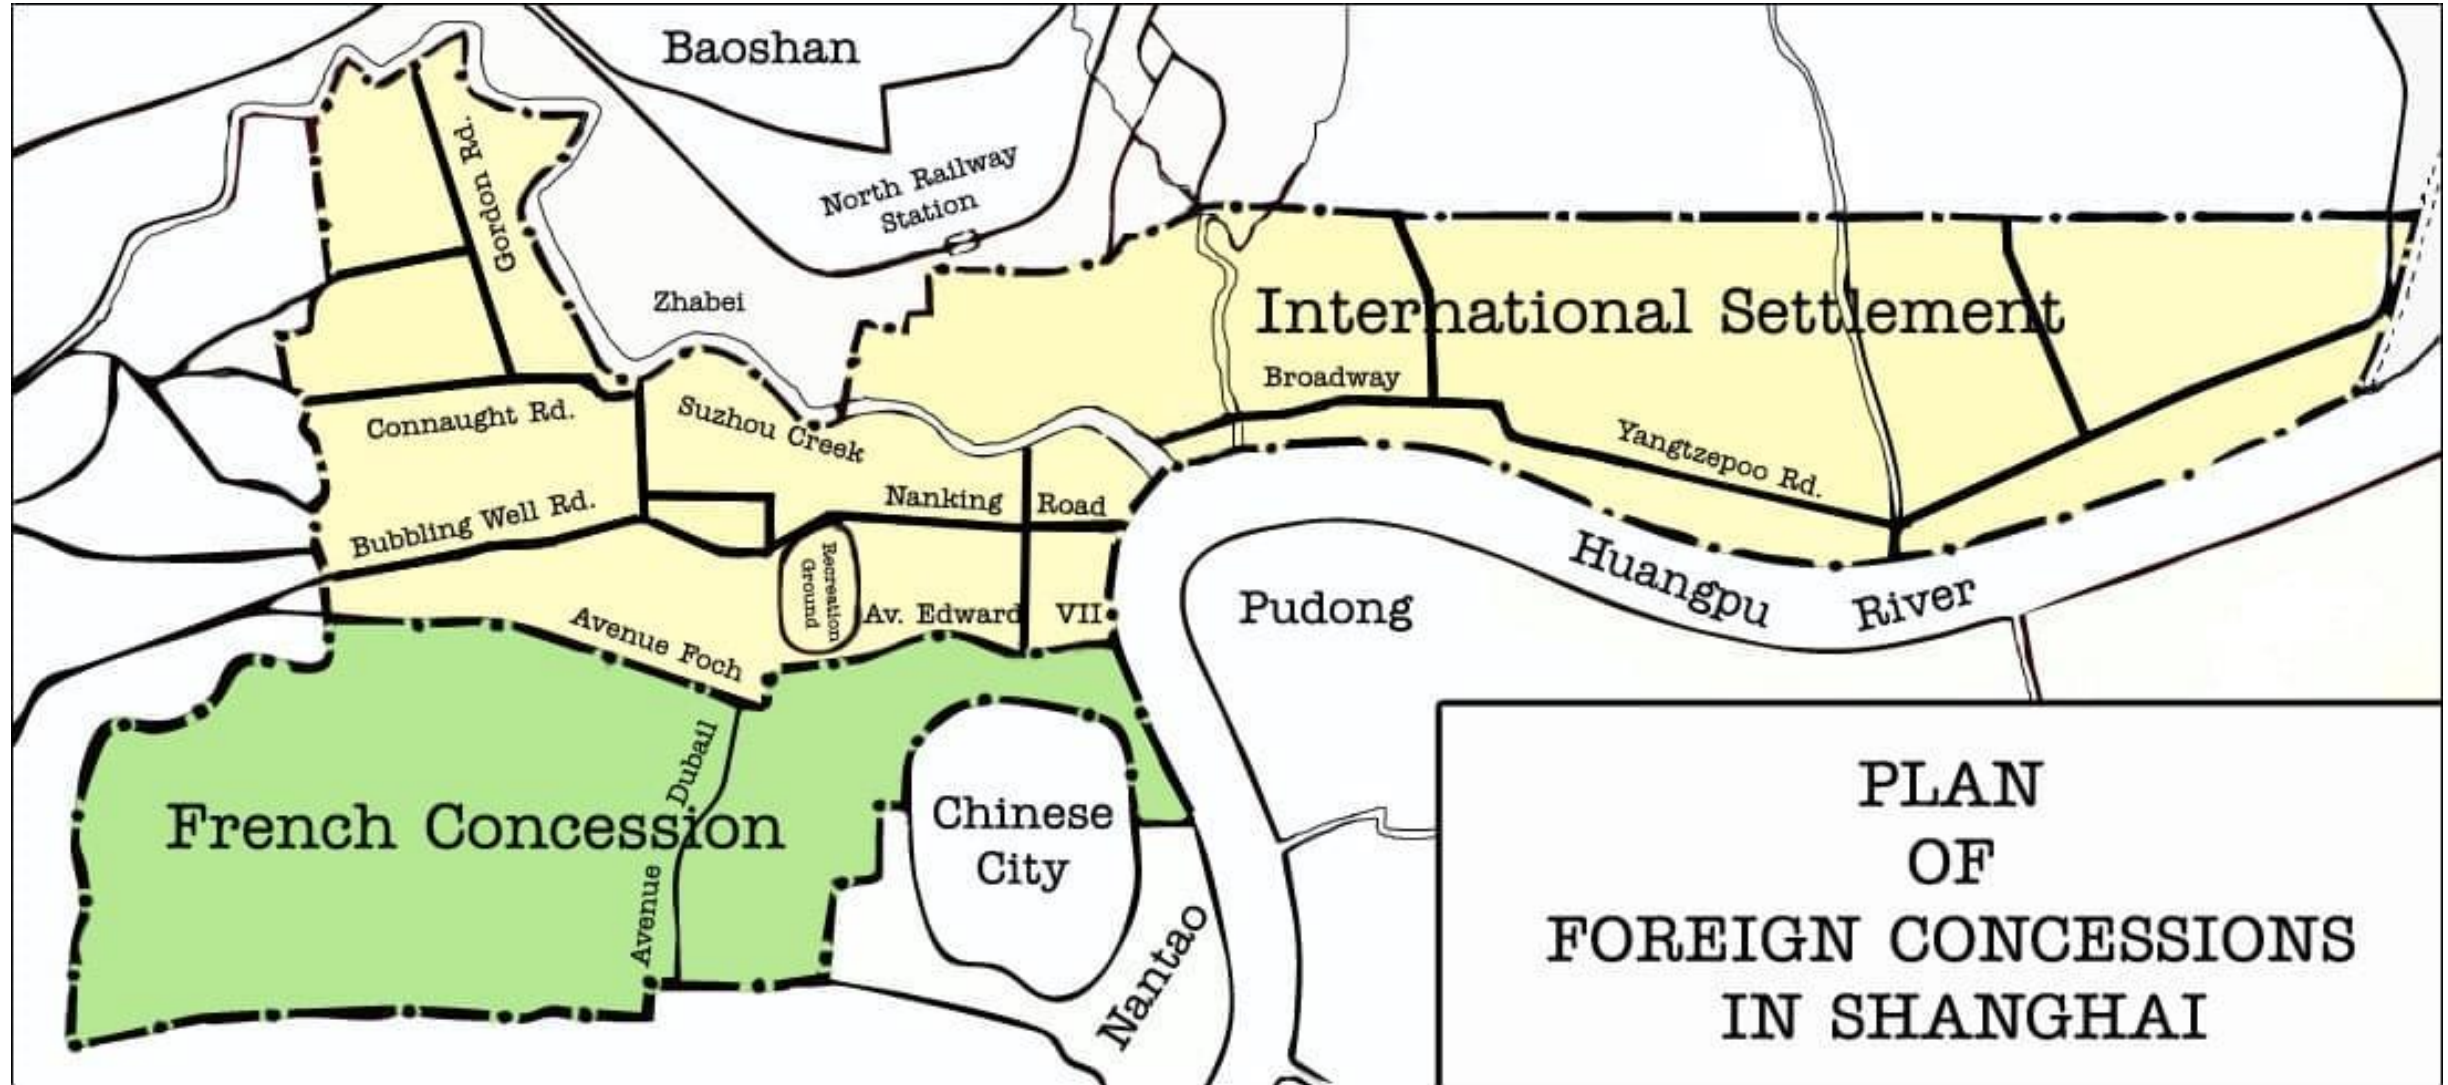 Baoshan
Gordon Rd.
North Railway
Station
Zhabei
International Settlement
Broadway
Connaught Rd.
Suzhou Creek
Yangtzepoo Rd.
Bubbling Well Rd.
Nanking Road
Recreation
Ground
Av. Edward VII
Avenue Foch
Huangpu River
Pudong
French Concession
Avenue Dubail
Chinese
City
Nantao
PLAN
OF
FOREIGN CONCESSIONS
IN SHANGHAI